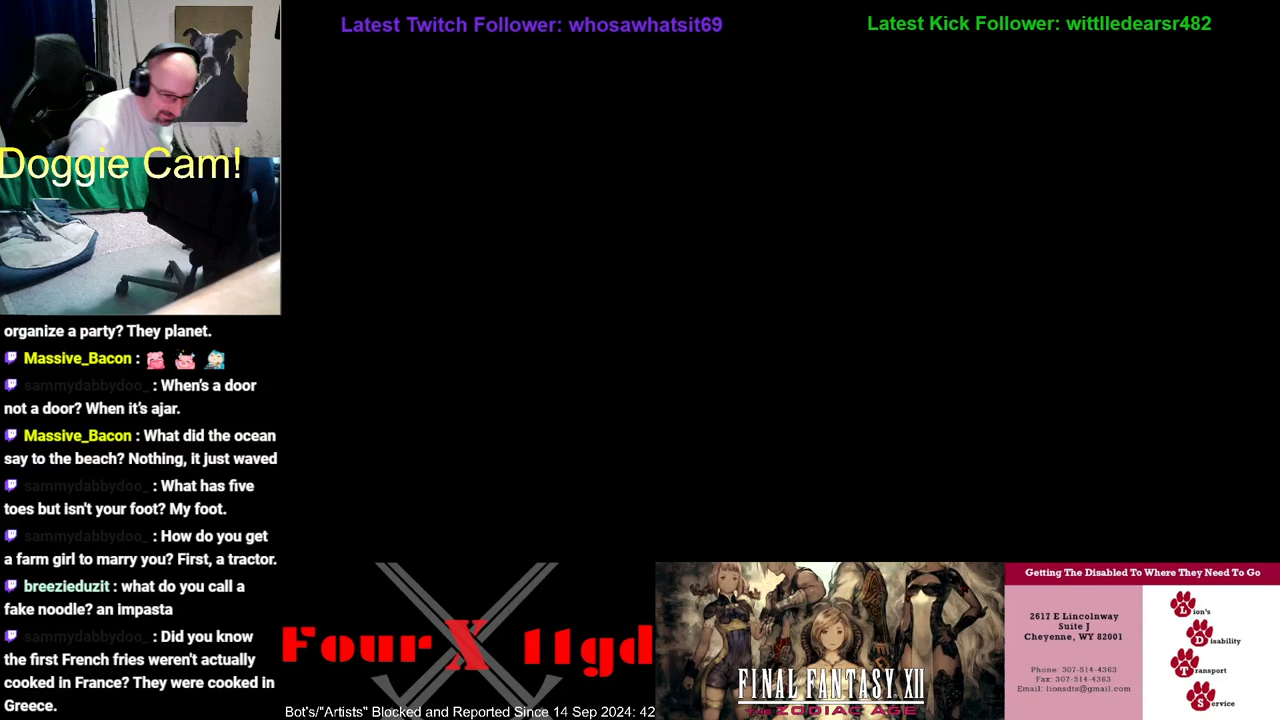 Latest Twitch Follower: whosawhatsit69
Latest Kick Follower: wittlledearsr482
Doggie Cam!
organize a party? They planet.
Massive_Bacon :
sammydabbydoo_ : When's a door
not a door? When it's ajar.
Massive_Bacon : What did the ocean
say to the beach? Nothing, it just waved
sammydabbydoo_ : What has five
toes but isn't your foot? My foot.
sammydabbydoo_ : How do you get
a farm girl to marry you? First, a tractor.
breezieduzit : what do you call a
fake noodle? an impasta
sammydabbydoo_ : Did you know
the first French fries weren't actually
cooked in France? They were cooked in
Greece.
Four X 11gd
Bot's/"Artists" Blocked and Reported Since 14 Sep 2024: 42
FINAL FANTASY XII
THE ZODIAC AGE
Getting The Disabled To Where They Need To Go
2617 E Lincolnway
Suite J
Cheyenne, WY 82001
Phone: 307-514-4363
Fax: 307-514-4363
Email: lionsdts@gmail.com
Lion's
Disability
Transport
Service